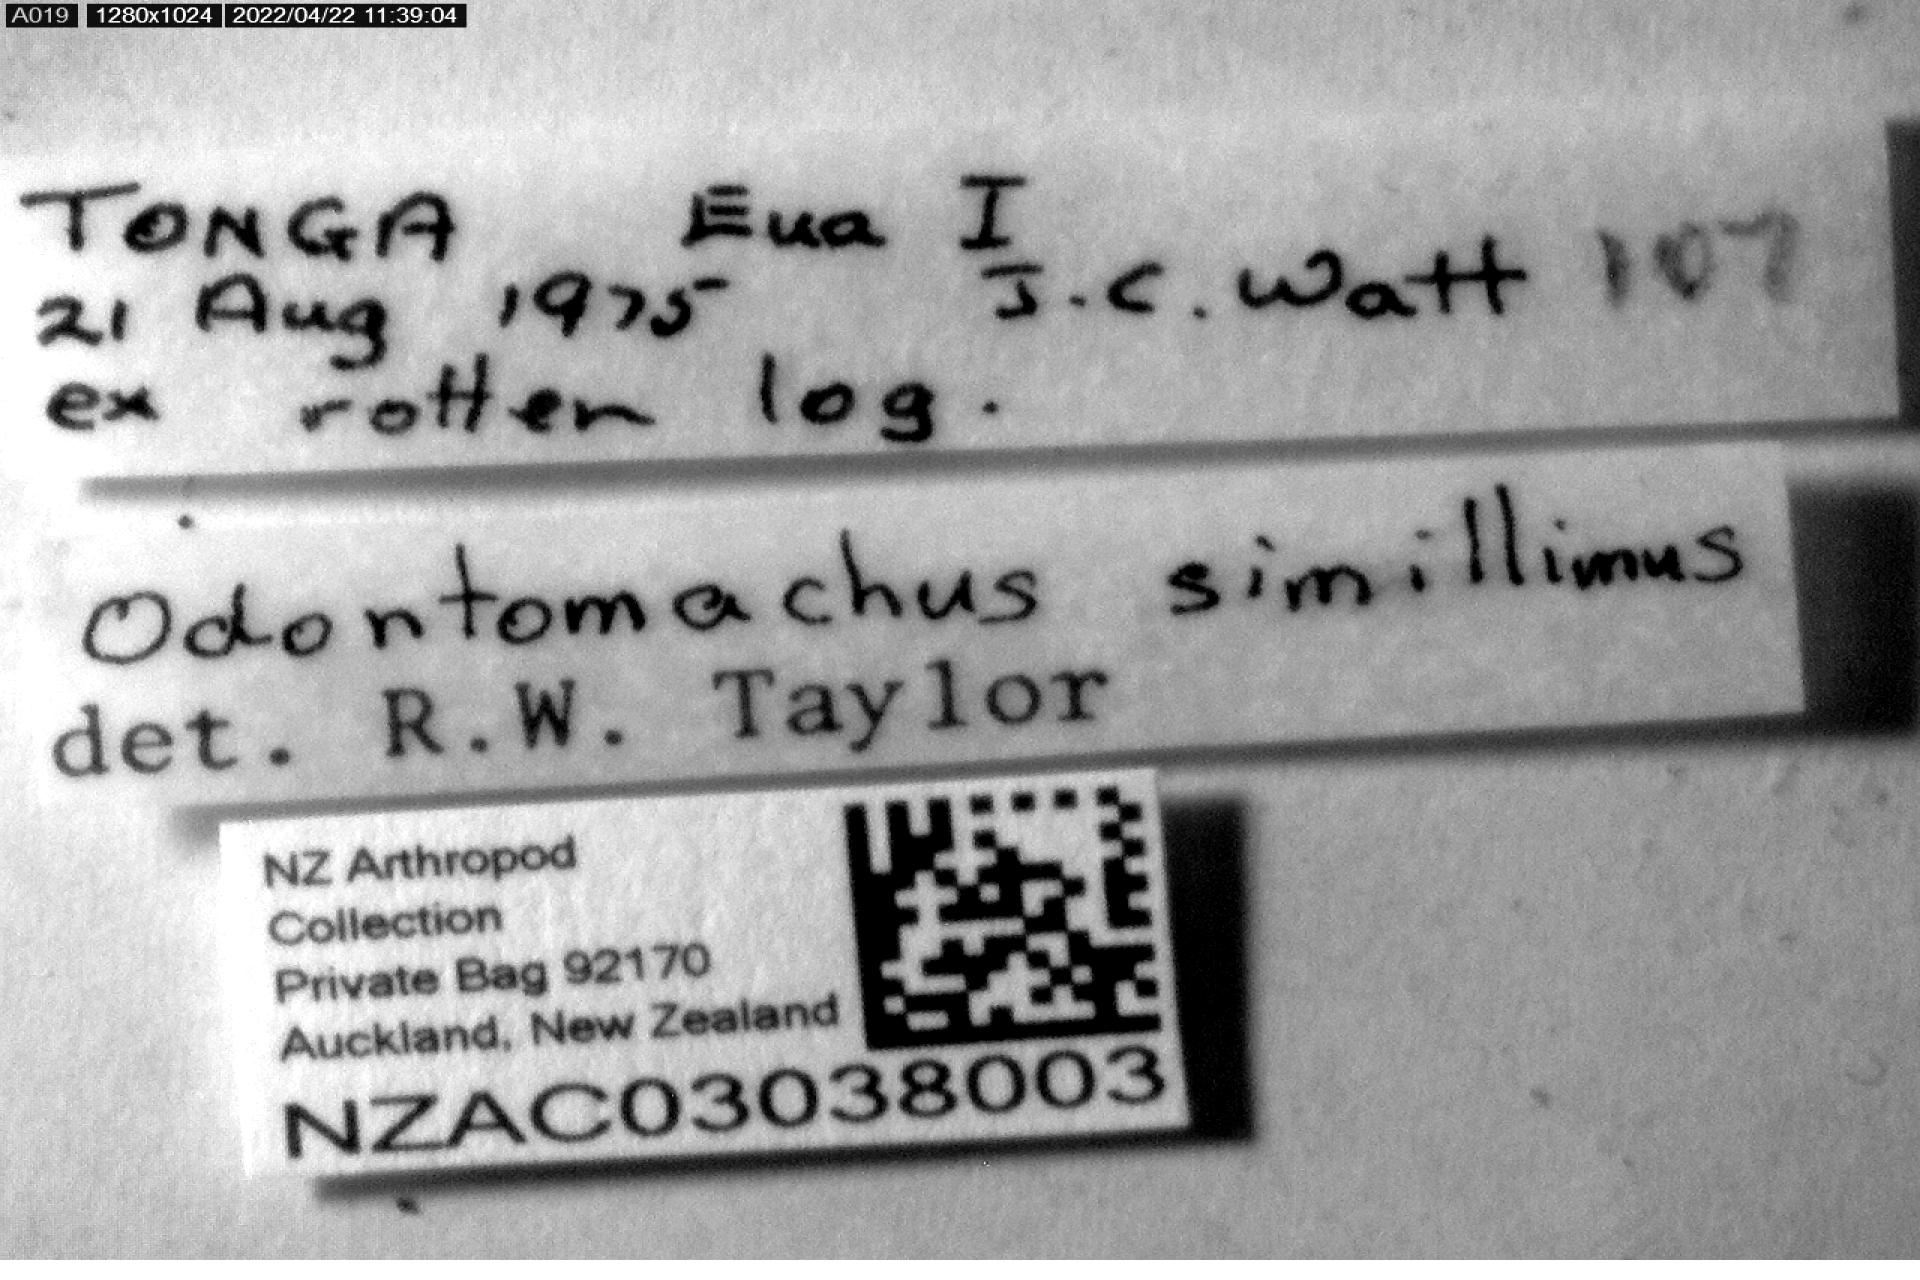 A019 1280x1024 2022/04/22 11:39:04
TONGA Eua I
21 Aug 1975 J.C. Watt 107
ex rotten log.
Odontomachus simillimus
det. R.W. Taylor
NZ Arthropod
Collection
Private Bag 92170
Auckland, New Zealand
NZAC03038003